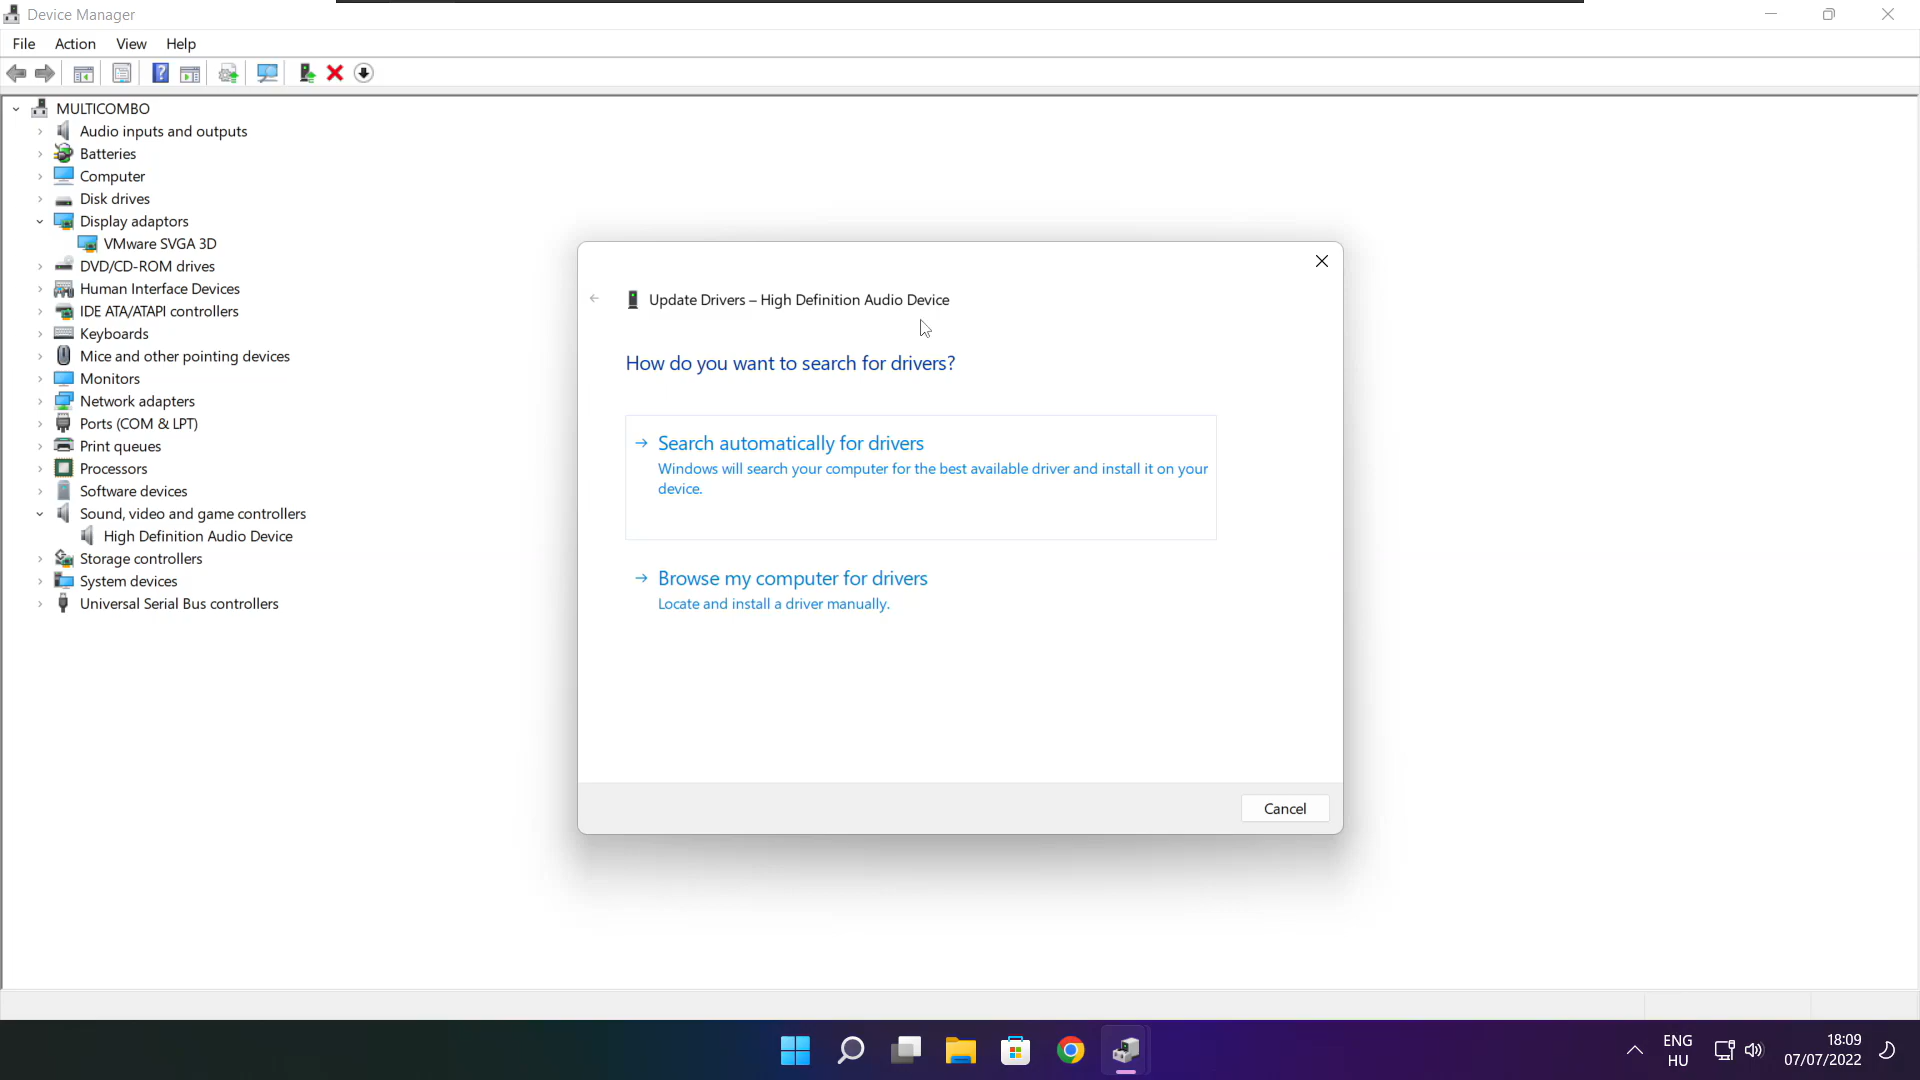 Device Manager
File Action View Help
MULTICOMBO
Audio inputs and outputs
Batteries
Computer
Disk drives
Display adaptors
VMware SVGA 3D
DVD/CD-ROM drives
Human Interface Devices
IDE ATA/ATAPI controllers
Keyboards
Mice and other pointing devices
Monitors
Network adapters
Ports (COM & LPT)
Print queues
Processors
Software devices
Sound, video and game controllers
High Definition Audio Device
Storage controllers
System devices
Universal Serial Bus controllers
Update Drivers – High Definition Audio Device
How do you want to search for drivers?
Search automatically for drivers
Windows will search your computer for the best available driver and install it on your
device.
Browse my computer for drivers
Locate and install a driver manually.
Cancel
ENG
HU
18:09
07/07/2022